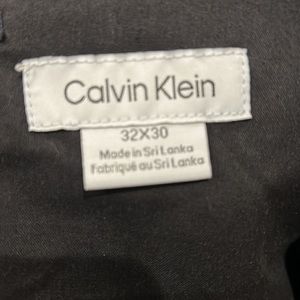 Calvin Klein
32X30
Made in Sri Lanka
Fabriqué au Sri Lanka